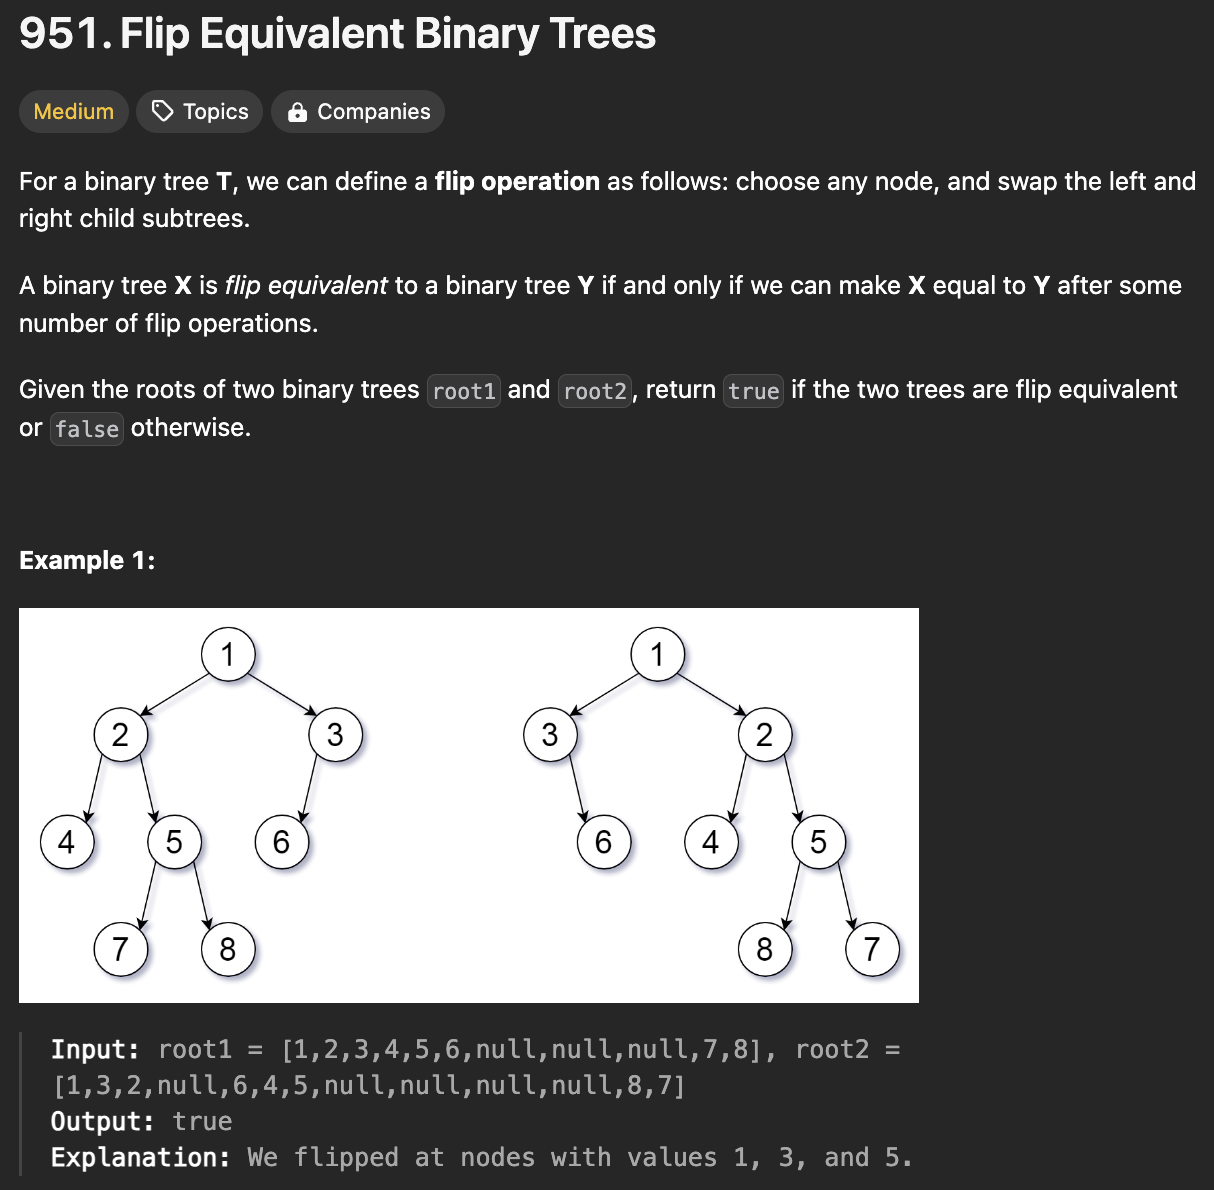 951. Flip Equivalent Binary Trees
Medium Topics Companies
For a binary tree T, we can define a flip operation as follows: choose any node, and swap the left and
right child subtrees.
A binary tree X is flip equivalent to a binary tree Y if and only if we can make X equal to Y after some
number of flip operations.
Given the roots of two binary trees root1 and root2, return true if the two trees are flip equivalent
or false otherwise.
Example 1:
1 1
2 3 3 2
4 5 6 6 4 5
7 8 8 7
Input: root1 = [1,2,3,4,5,6,null,null,null,7,8], root2 =
[1,3,2,null,6,4,5,null,null,null,null,8,7]
Output: true
Explanation: We flipped at nodes with values 1, 3, and 5.